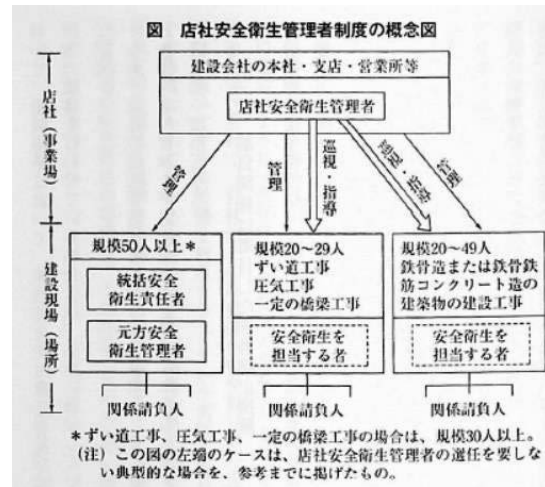 図 店社安全衛生管理者制度の概念図
建設会社の本社・支店・営業所等
店社安全衛生管理者
店社(事業場)
管理
管理
巡視・指導
巡視・指導
管理
建設現場(場所)
規模50人以上*
統括安全
衛生責任者
元方安全
衛生管理者
規模20～29人
ずい道工事
圧気工事
一定の橋梁工事
安全衛生を
担当する者
規模20～49人
鉄骨造または鉄骨鉄
筋コンクリート造の
建築物の建設工事
安全衛生を
担当する者
関係請負人
関係請負人
関係請負人
*ずい道工事、圧気工事、一定の橋梁工事の場合は、規模30人以上。
(注) この図の左端のケースは、店社安全衛生管理者の選任を要しな
い典型的な場合を、参考までに掲げたもの。